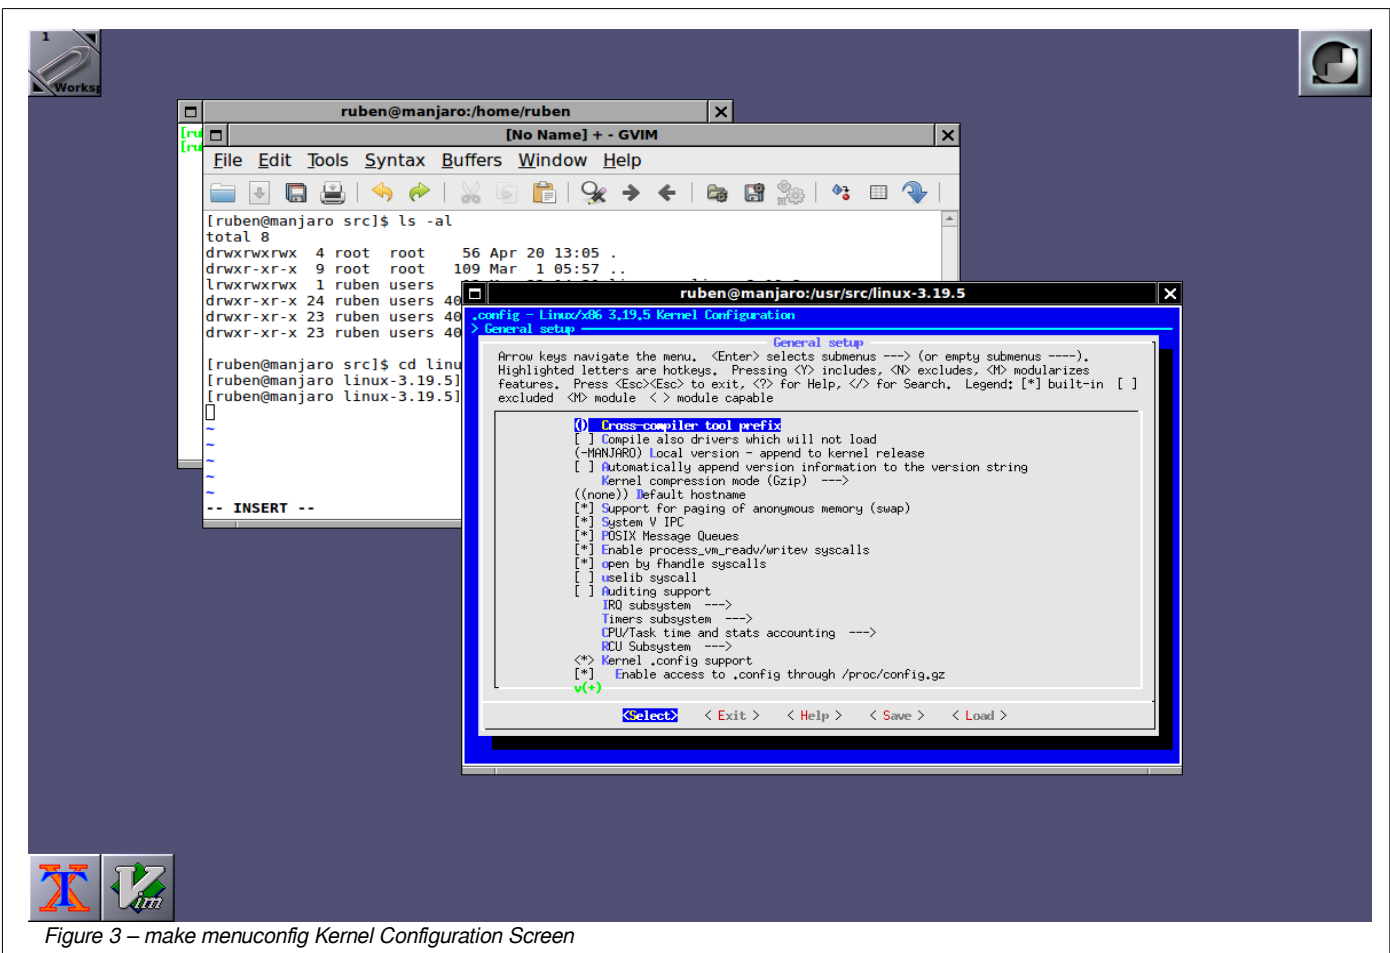 1
Works
ruben@manjaro:/home/ruben
[ru
[ru
[No Name] + - GVIM
File Edit Tools Syntax Buffers Window Help
[ruben@manjaro src]$ ls -al
total 8
drwxrwxrwx 4 root root 56 Apr 20 13:05 .
drwxr-xr-x 9 root root 109 Mar 1 05:57 ..
lrwxrwxrwx 1 ruben users
drwxr-xr-x 24 ruben users 40
drwxr-xr-x 23 ruben users 40
drwxr-xr-x 23 ruben users 40
[ruben@manjaro src]$ cd linu
[ruben@manjaro linux-3.19.5]
[ruben@manjaro linux-3.19.5]
~
~
~
~
~
-- INSERT --
ruben@manjaro:/usr/src/linux-3.19.5
.config - Linux/x86 3.19.5 Kernel Configuration
> General setup
General setup
Arrow keys navigate the menu. <Enter> selects submenus ---> (or empty submenus ----).
Highlighted letters are hotkeys. Pressing <Y> includes, <N> excludes, <M> modularizes
features. Press <Esc><Esc> to exit, <?> for Help, </> for Search. Legend: [*] built-in [ ]
excluded <M> module < > module capable
() Cross-compiler tool prefix
[ ] Compile also drivers which will not load
(-MANJARO) Local version - append to kernel release
[ ] Automatically append version information to the version string
Kernel compression mode (Gzip) --->
((none)) Default hostname
[*] Support for paging of anonymous memory (swap)
[*] System V IPC
[*] POSIX Message Queues
[*] Enable process_vm_readv/writev syscalls
[*] open by fhandle syscalls
[ ] uselib syscall
[ ] Auditing support
IRQ subsystem --->
Timers subsystem --->
CPU/Task time and stats accounting --->
RCU Subsystem --->
<*> Kernel .config support
[*] Enable access to .config through /proc/config.gz
v(+)
<Select> < Exit > < Help > < Save > < Load >
Vim
Figure 3 – make menuconfig Kernel Configuration Screen